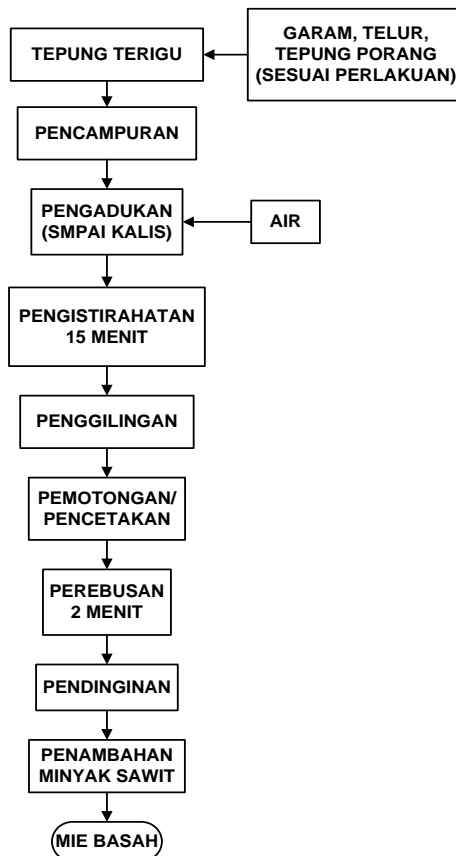 TEPUNG TERIGU
GARAM, TELUR,
TEPUNG PORANG
(SESUAI PERLAKUAN)
PENCAMPURAN
PENGADUKAN
(SMPAI KALIS)
AIR
PENGISTIRAHATAN
15 MENIT
PENGGILINGAN
PEMOTONGAN/
PENCETAKAN
PEREBUSAN
2 MENIT
PENDINGINAN
PENAMBAHAN
MINYAK SAWIT
MIE BASAH